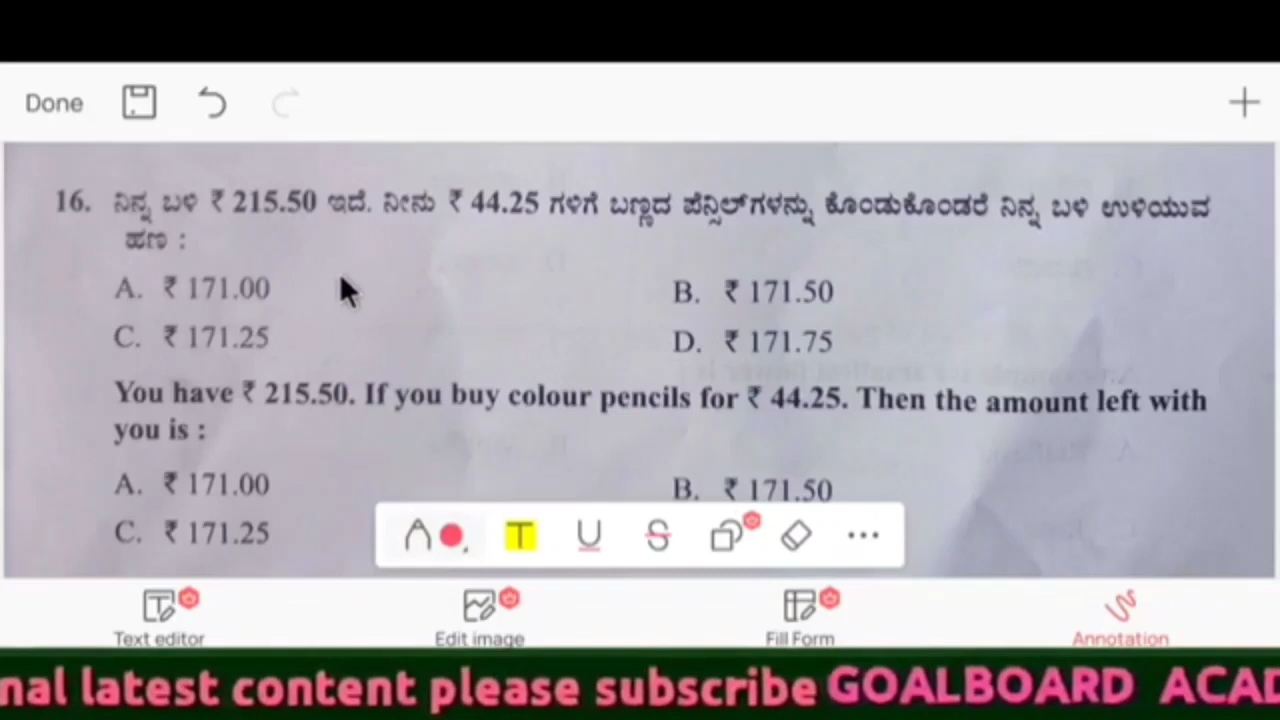 Done
16. ನಿನ್ನ ಬಳಿ ₹ 215.50 ಇದೆ. ನೀನು ₹ 44.25 ಗಳಿಗೆ ಬಣ್ಣದ ಪೆನ್ಸಿಲ್‌ಗಳನ್ನು ಕೊಂಡುಕೊಂಡರೆ ನಿನ್ನ ಬಳಿ ಉಳಿಯುವ
ಹಣ :
A. ₹ 171.00 B. ₹ 171.50
C. ₹ 171.25 D. ₹ 171.75
You have ₹ 215.50. If you buy colour pencils for ₹ 44.25. Then the amount left with
you is :
A. ₹ 171.00 B. ₹ 171.50
C. ₹ 171.25
T U S
Text editor Edit image Fill Form Annotation
nal latest content please subscribe GOALBOARD ACAD